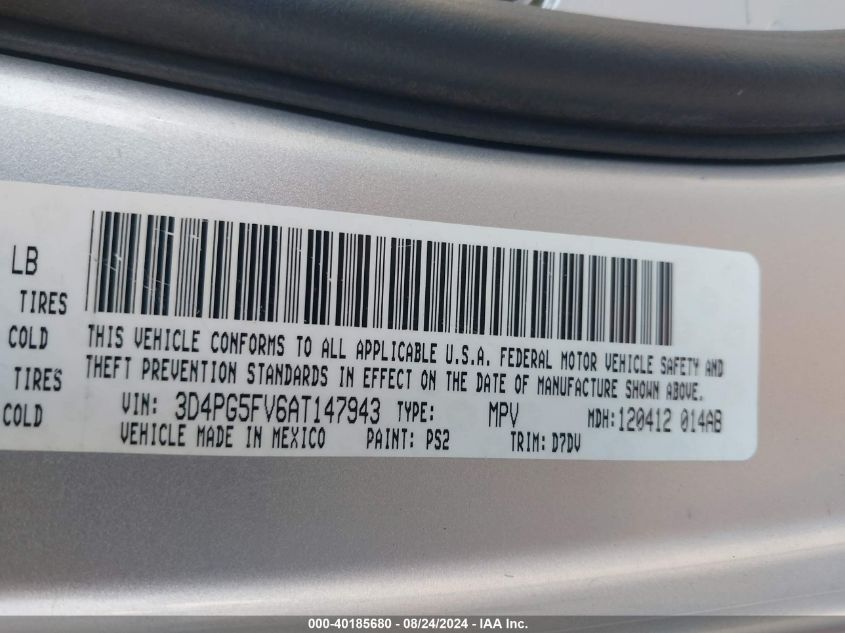 LB
TIRES
COLD
TIRES
COLD
THIS VEHICLE CONFORMS TO ALL APPLICABLE U.S.A. FEDERAL MOTOR VEHICLE SAFETY AND
THEFT PREVENTION STANDARDS IN EFFECT ON THE DATE OF MANUFACTURE SHOWN ABOVE.
VIN: 3D4PG5FV6AT147943 TYPE: MPV MDH:120412 014AB
VEHICLE MADE IN MEXICO PAINT: PS2 TRIM: D7DV
000-40185680 - 08/24/2024 - IAA Inc.